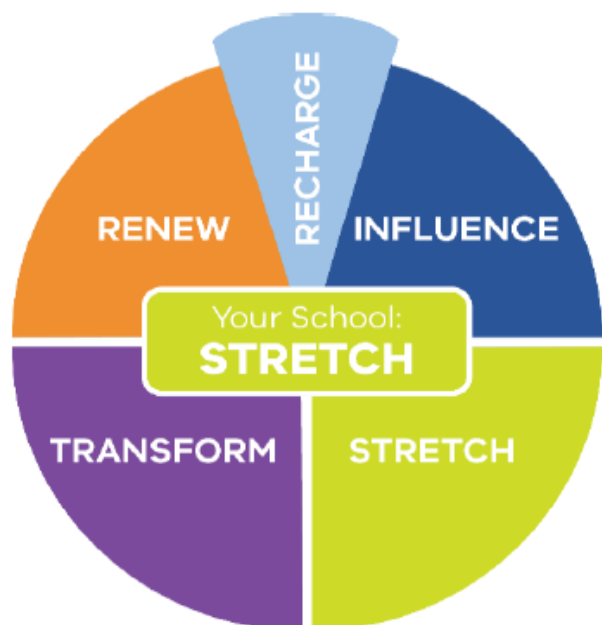 RECHARGE
RENEW
INFLUENCE
Your School:
STRETCH
TRANSFORM
STRETCH